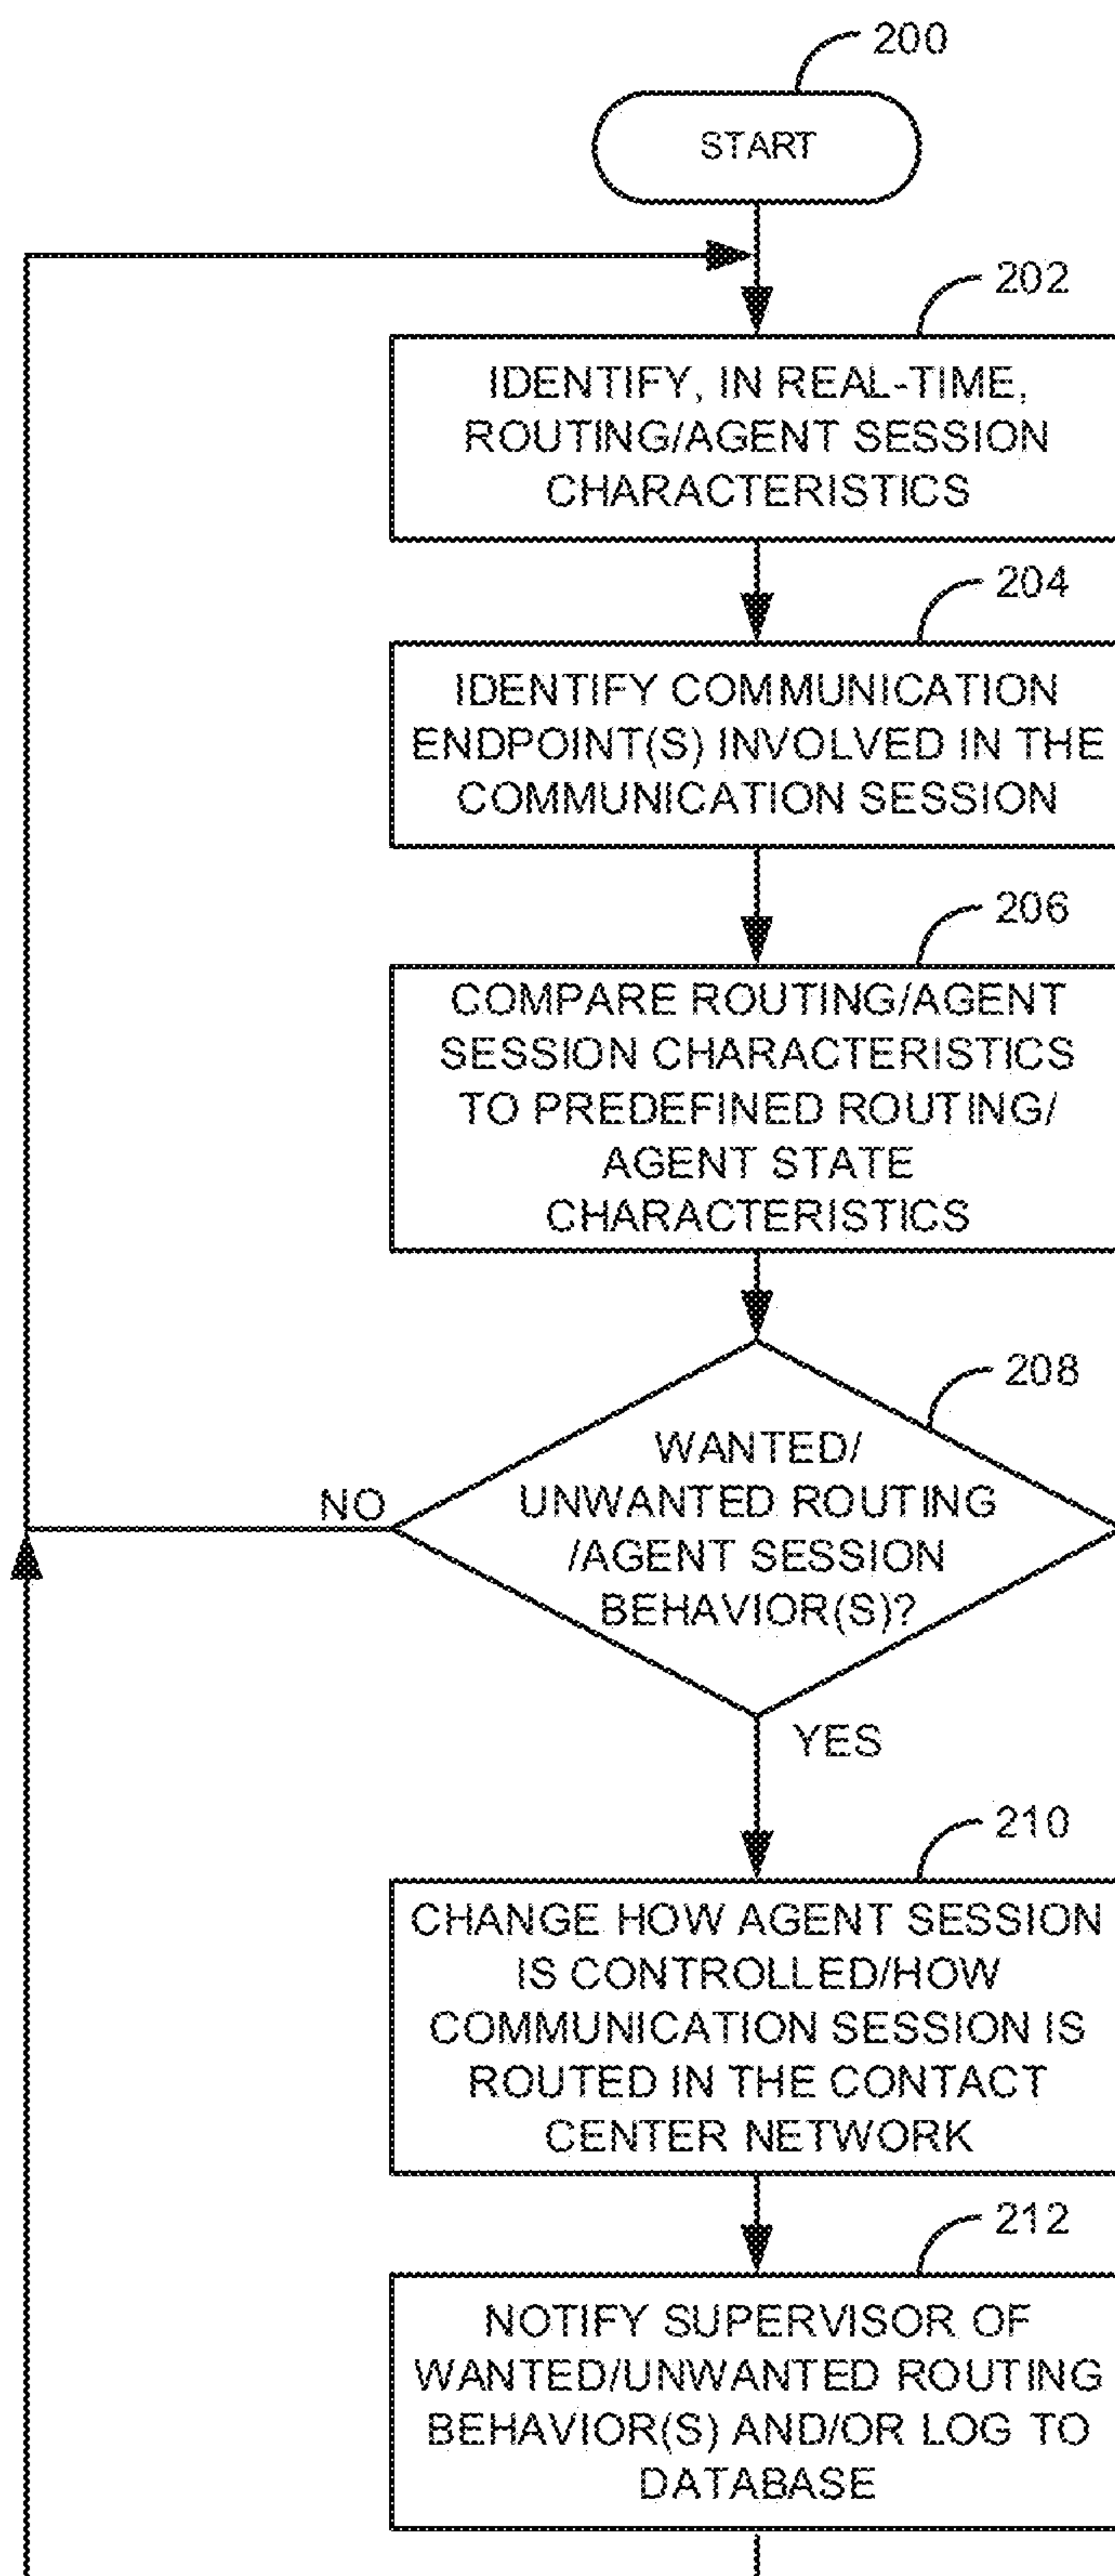 200
START
202
IDENTIFY, IN REAL-TIME,
ROUTING/AGENT SESSION
CHARACTERISTICS
204
IDENTIFY COMMUNICATION
ENDPOINT(S) INVOLVED IN THE
COMMUNICATION SESSION
206
COMPARE ROUTING/AGENT
SESSION CHARACTERISTICS
TO PREDEFINED ROUTING/
AGENT STATE
CHARACTERISTICS
208
WANTED/
UNWANTED ROUTING
/AGENT SESSION
BEHAVIOR(S)?
NO
YES
210
CHANGE HOW AGENT SESSION
IS CONTROLLED/HOW
COMMUNICATION SESSION IS
ROUTED IN THE CONTACT
CENTER NETWORK
212
NOTIFY SUPERVISOR OF
WANTED/UNWANTED ROUTING
BEHAVIOR(S) AND/OR LOG TO
DATABASE